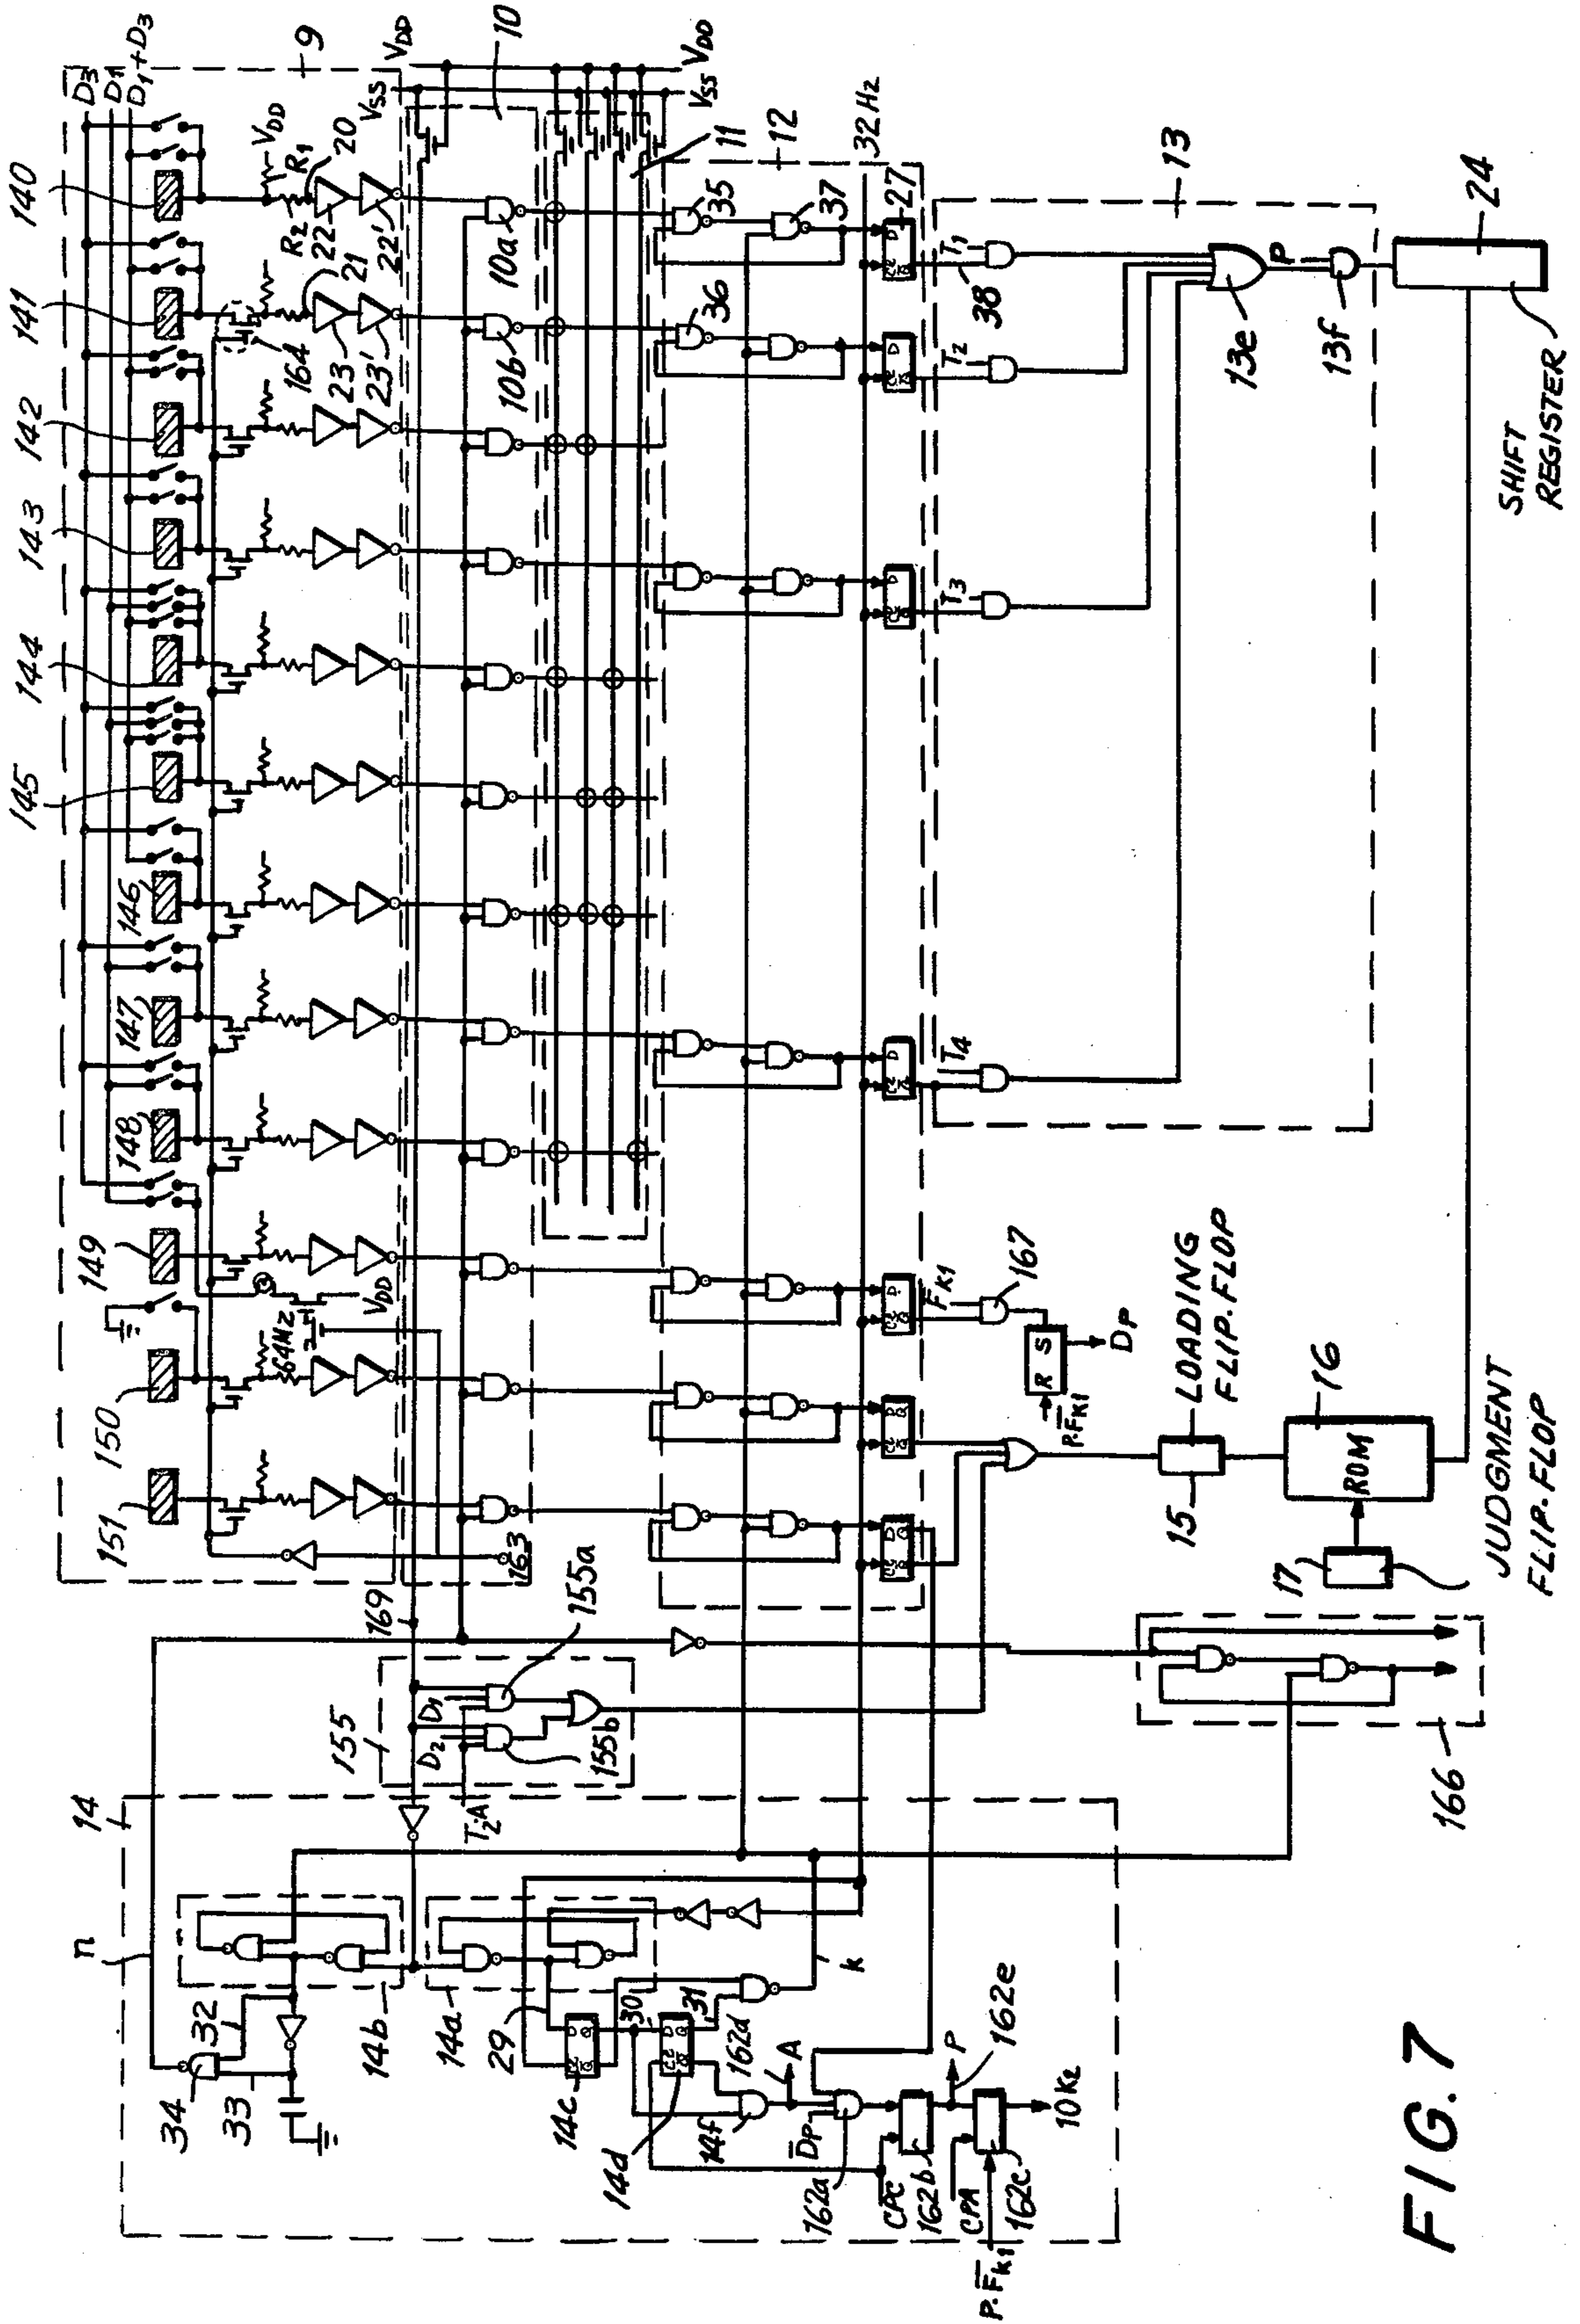 140
141
142
143
144
145
146
147
148
149
150
151
D3
D1
D1+D3
9
VDD
R1
R2
20
22
22'
21
164
23
23'
VDD
64Hz
VSS
VDD
10
10a
10b
VSS
VDD
11
163
169
12
35
36
37
32Hz
27
D
38
T1
T2
T3
T4
13
13e
P
13f
24
SHIFT
REGISTER
FK1
167
R
S
DP
P.FK1
15
LOADING
FLIP.FLOP
16
ROM
17
JUDGMENT
FLIP.FLOP
155
155a
155b
D1
D2
T2.A
166
14
n
34
32
33
14b
14a
29
30
31
14c
14d
14f
k
162d
A
DP
162a
CPC
162b
P
162e
CPA
162c
10K2
P.FK1
FIG. 7